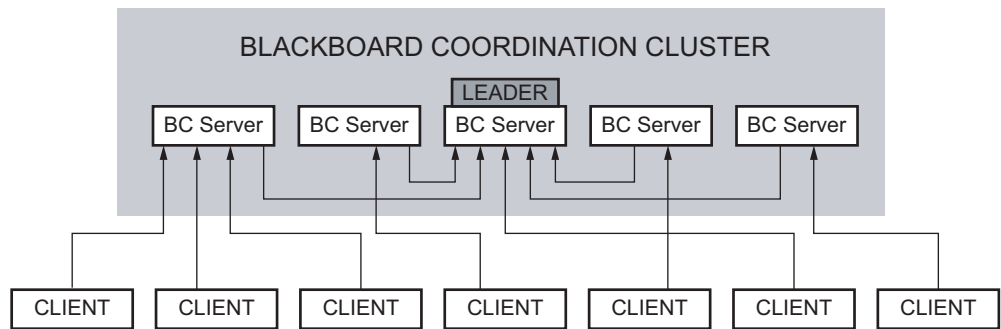 BLACKBOARD COORDINATION CLUSTER
LEADER
BC Server BC Server BC Server BC Server BC Server
CLIENT CLIENT CLIENT CLIENT CLIENT CLIENT CLIENT